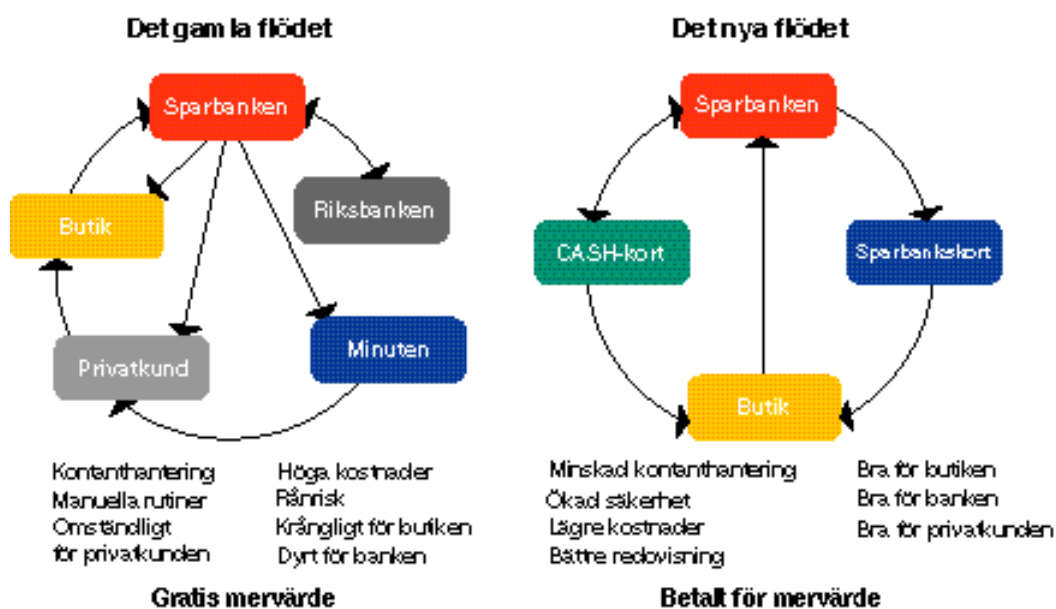 Det gamla flödet
Sparbanken
Butik
Riksbanken
Privatkund
Minuten
Kontanthantering
Manuella rutiner
Omständligt
för privatkunden
Höga kostnader
Rånrisk
Krångligt för butiken
Dyrt för banken
Gratis mervärde
Det nya flödet
Sparbanken
CASH-kort
Sparbankskort
Butik
Minskad kontanthantering
Ökad säkerhet
Lägre kostnader
Bättre redovisning
Bra för butiken
Bra för banken
Bra för privatkunden
Betalt för mervärde